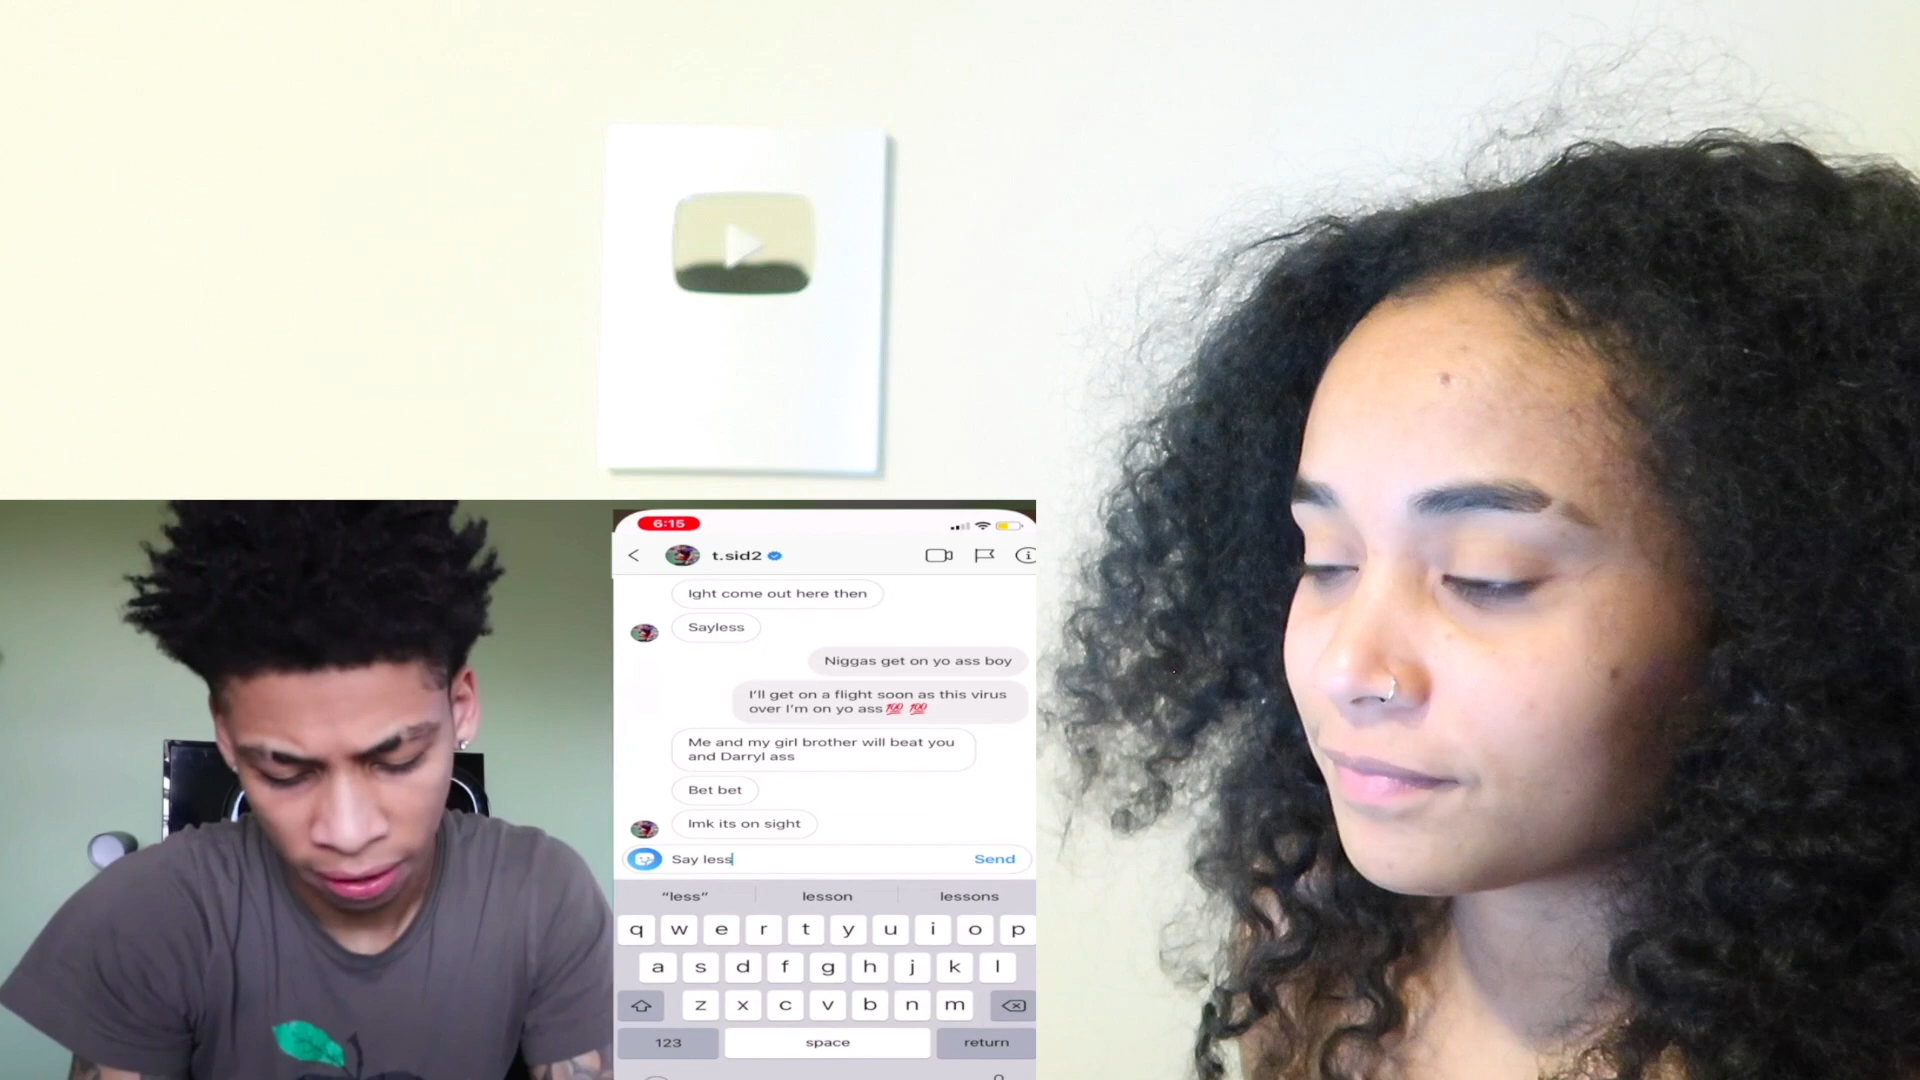 6:15
t.sid2
Ight come out here then
Sayless
Niggas get on yo ass boy
I'll get on a flight soon as this virus
over I'm on yo ass💯 💯
Me and my girl brother will beat you
and Darryl ass
Bet bet
lmk its on sight
Say less
Send
"less"
lesson
lessons
q w e r t y u i o p
a s d f g h j k l
z x c v b n m
123
space
return